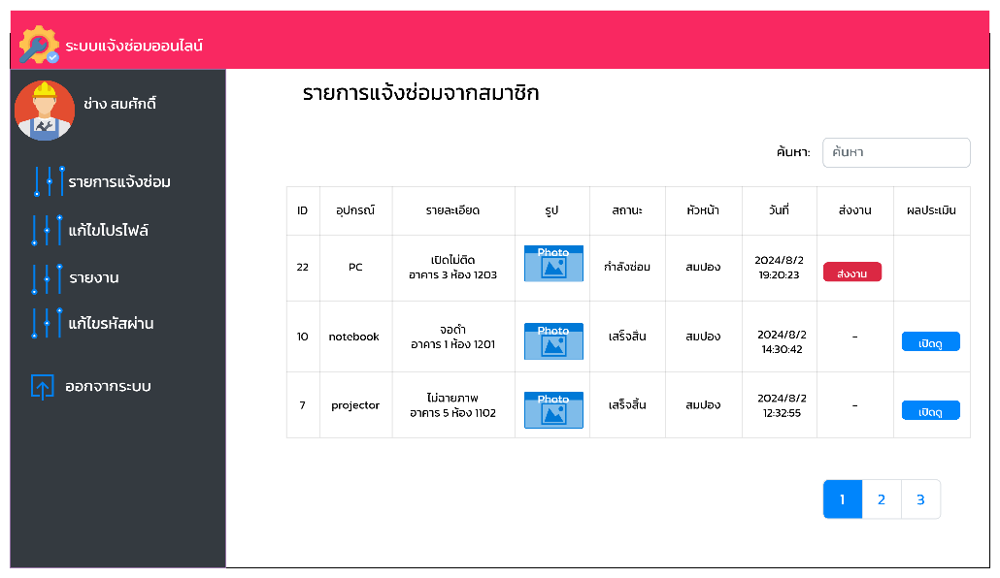 ระบบแจ้งซ่อมออนไลน์
ช่าง สมศักดิ์
รายการแจ้งซ่อม
แก้ไขโปรไฟล์
รายงาน
แก้ไขรหัสผ่าน
ออกจากระบบ
รายการแจ้งซ่อมจากสมาชิก
ค้นหา: ค้นหา
ID อุปกรณ์ รายละเอียด รูป สถานะ หัวหน้า วันที่ ส่งงาน ผลประเมิน
22 PC เปิดไม่ติด อาคาร 3 ห้อง 1203 Photo กำลังซ่อม สมปอง 2024/8/2 19:20:23 ส่งงาน
10 notebook จอดำ อาคาร 1 ห้อง 1201 Photo เสร็จสิ้น สมปอง 2024/8/2 14:30:42 - เปิดดู
7 projector ไม่ฉายภาพ อาคาร 5 ห้อง 1102 Photo เสร็จสิ้น สมปอง 2024/8/2 12:32:55 - เปิดดู
1 2 3